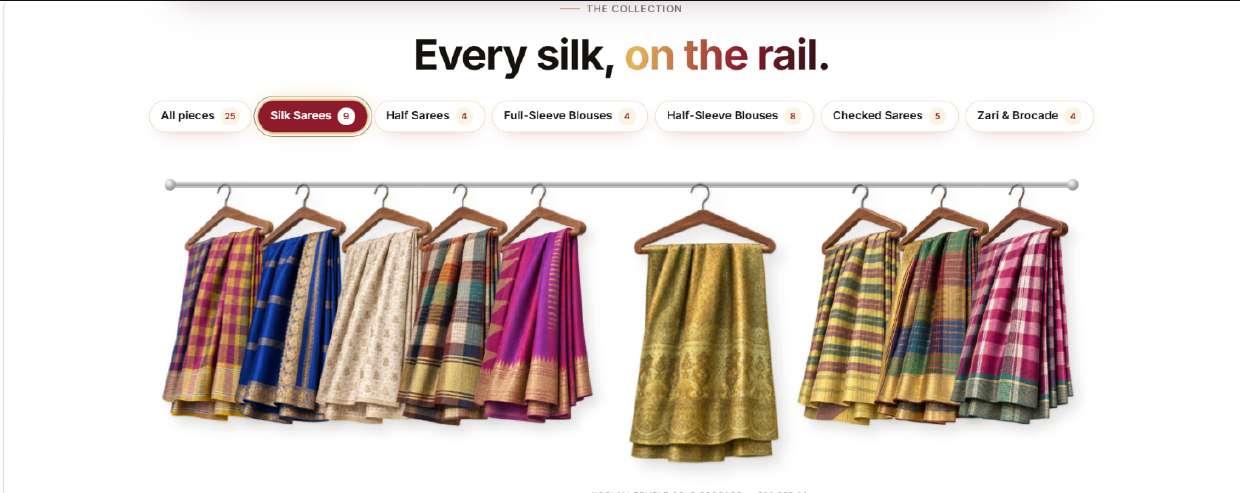 THE COLLECTION
Every silk, on the rail.
All pieces 25
Silk Sarees 9
Half Sarees 4
Full-Sleeve Blouses 4
Half-Sleeve Blouses 8
Checked Sarees 5
Zari & Brocade 4